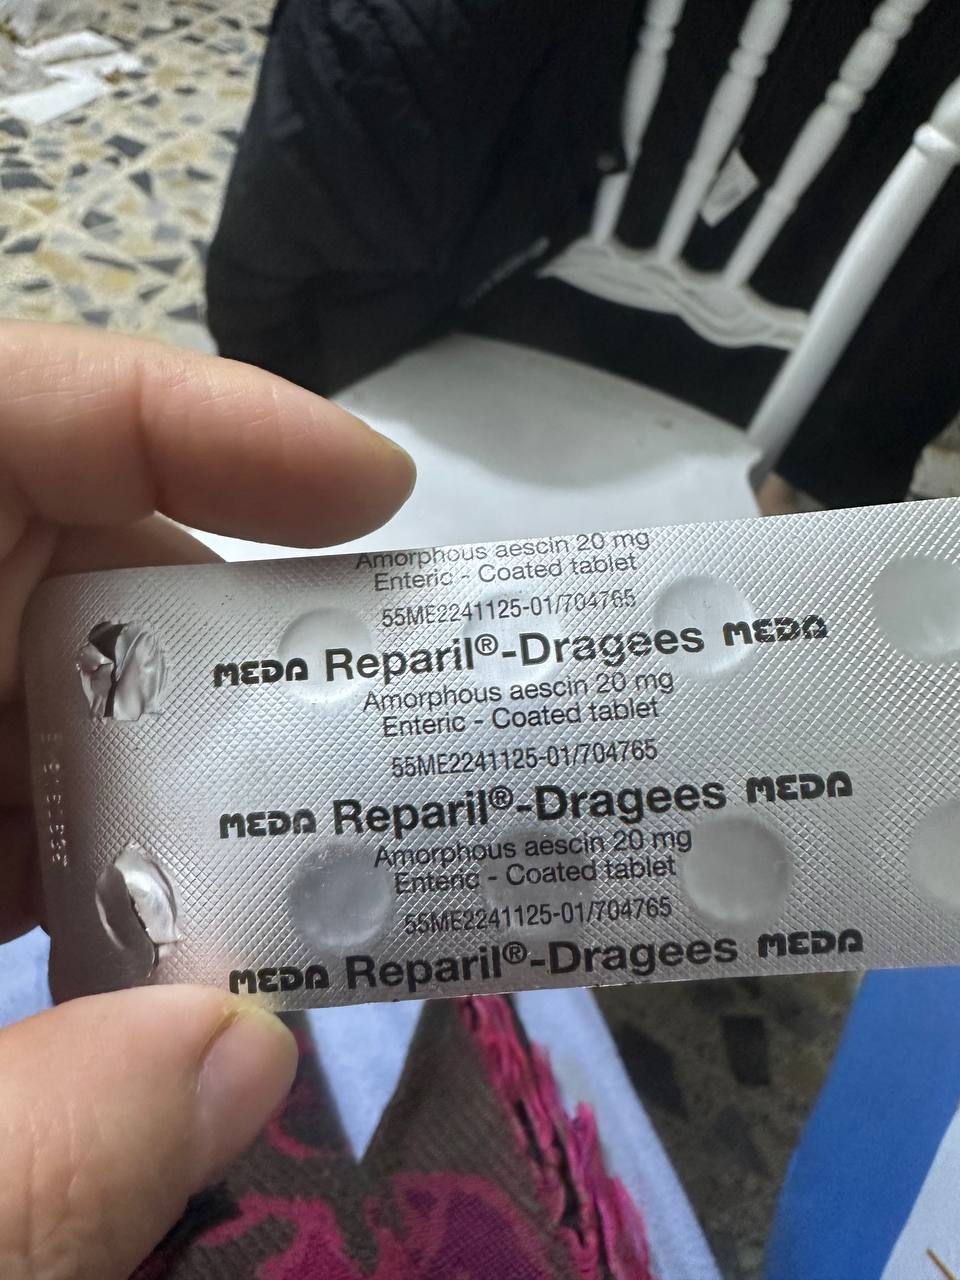 Amorphous aescin 20 mg
Enteric - Coated tablet
55ME2241125-01/704765
MEDA Reparil®-Dragees MEDA
Amorphous aescin 20 mg
Enteric - Coated tablet
55ME2241125-01/704765
MEDA Reparil®-Dragees MEDA
Amorphous aescin 20 mg
Enteric - Coated tablet
55ME2241125-01/704765
MEDA Reparil®-Dragees MEDA